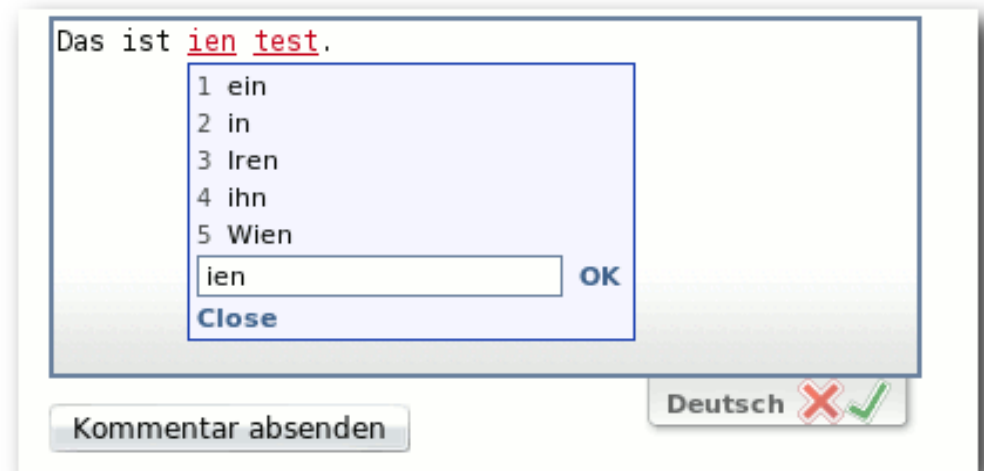 Das ist ien test.
1 ein
2 in
3 Iren
4 ihn
5 Wien
ien OK
Close
Deutsch
Kommentar absenden